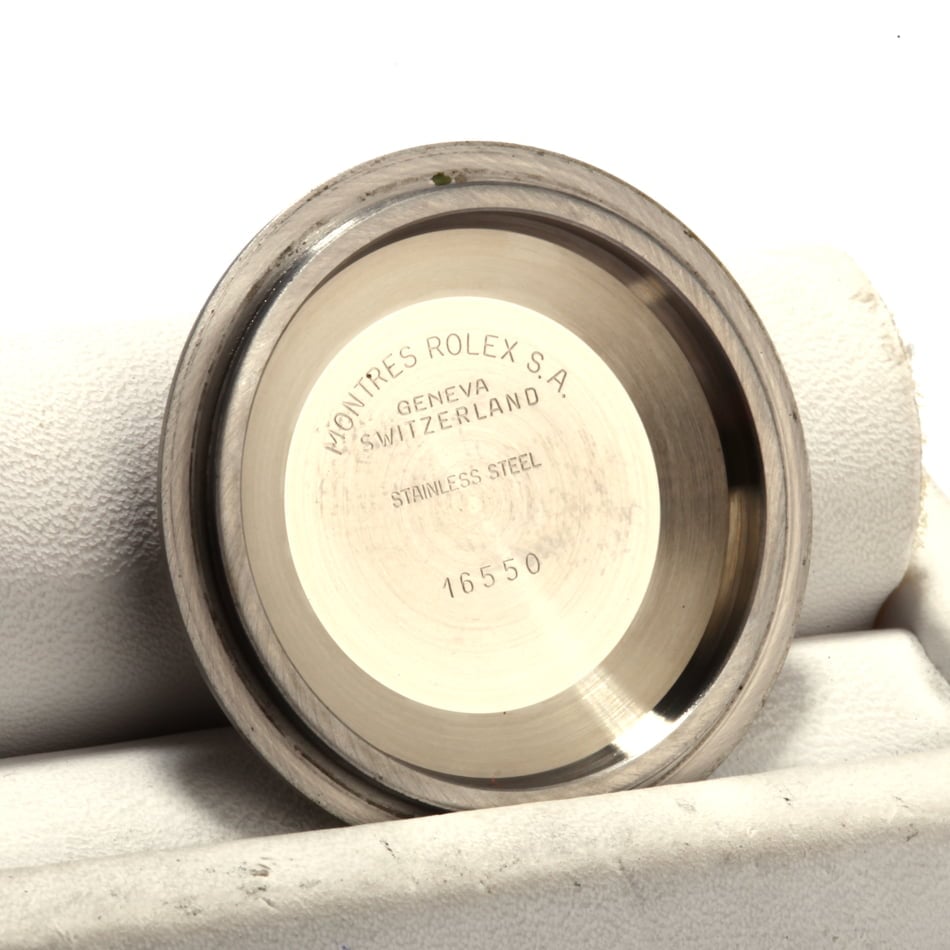 MONTRES ROLEX S.A.
GENEVA
SWITZERLAND
STAINLESS STEEL
16550